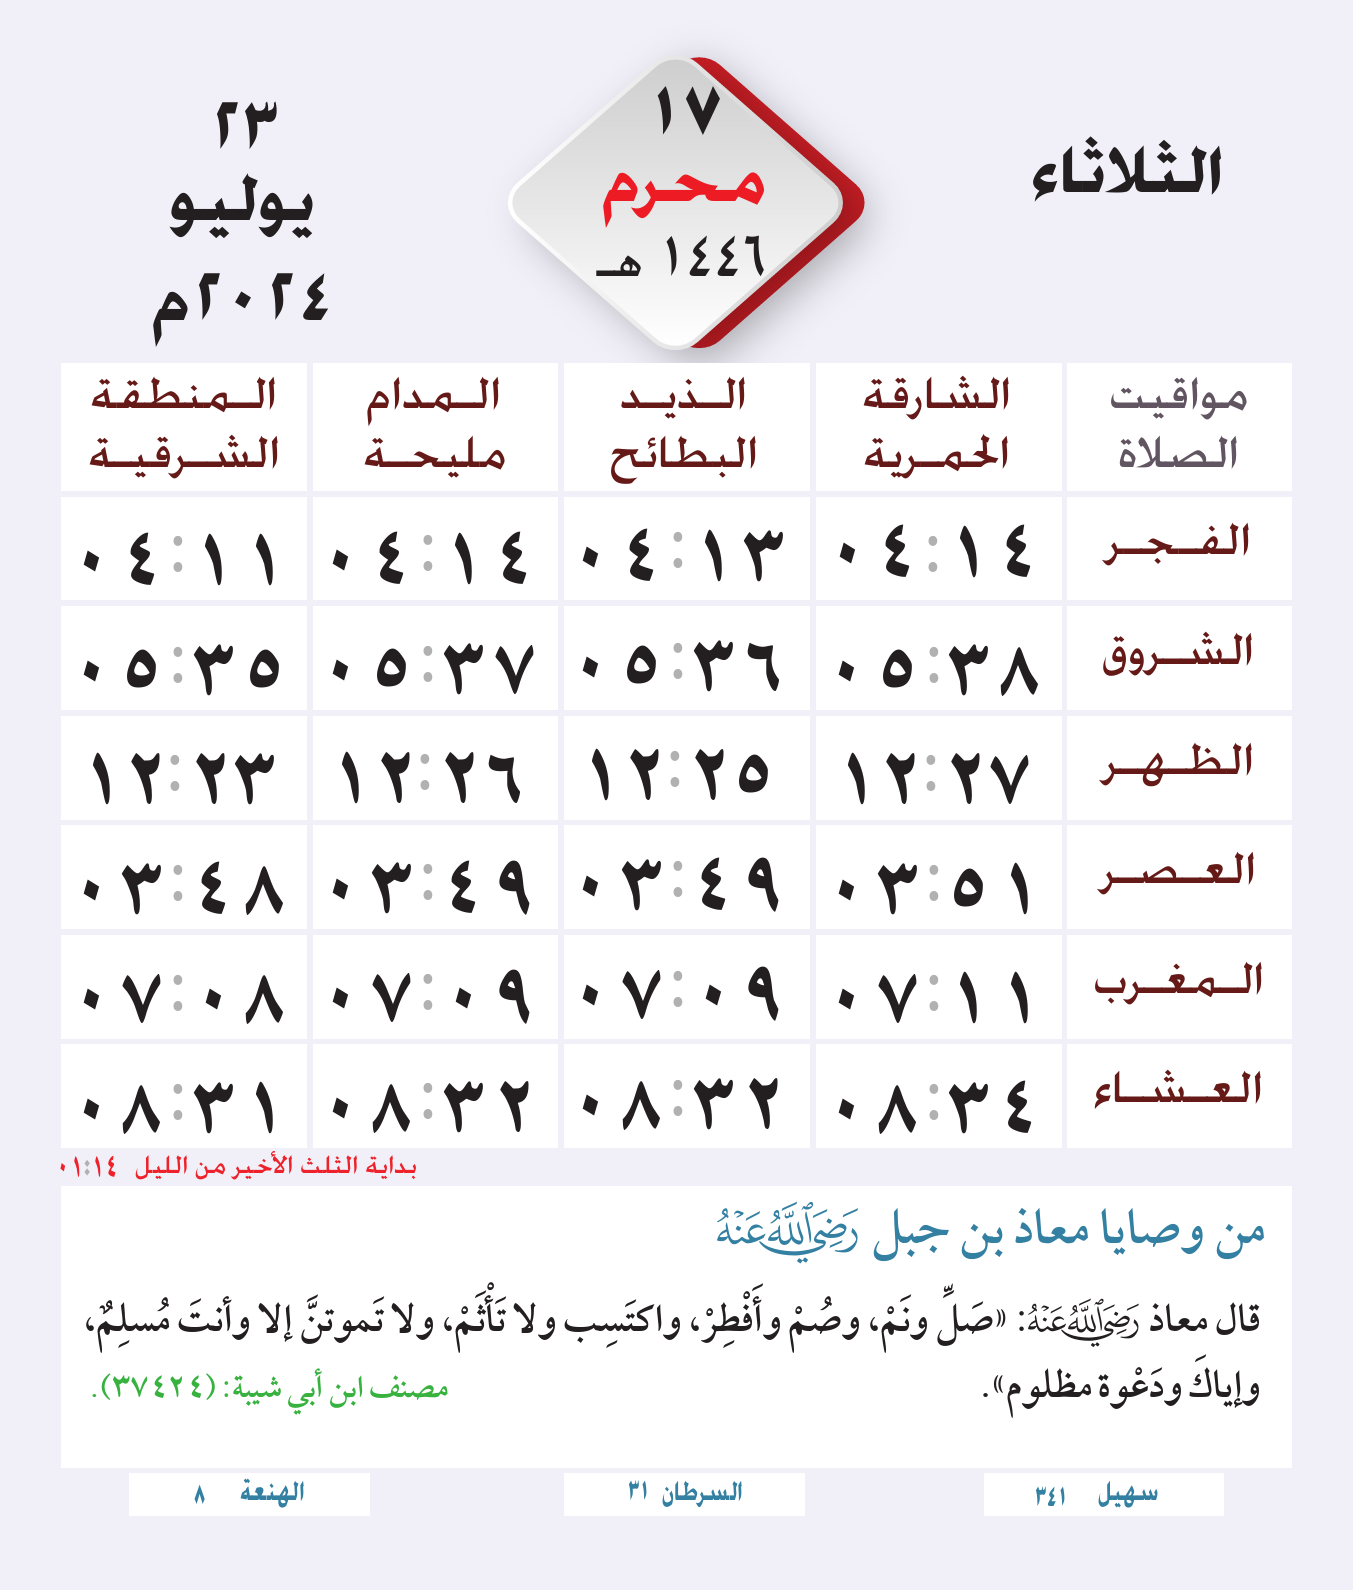 الثلاثاء
١٧
محرم
١٤٤٦ هـ
٢٣
يوليو
٢٠٢٤م
مواقيت الصلاة
الشارقة الحمرية
الذيد البطائح
المدام مليحة
المنطقة الشرقية
الفجر ٠٤:١٤ ٠٤:١٣ ٠٤:١٤ ٠٤:١١
الشروق ٠٥:٣٨ ٠٥:٣٦ ٠٥:٣٧ ٠٥:٣٥
الظهر ١٢:٢٧ ١٢:٢٥ ١٢:٢٦ ١٢:٢٣
العصر ٠٣:٥١ ٠٣:٤٩ ٠٣:٤٩ ٠٣:٤٨
المغرب ٠٧:١١ ٠٧:٠٩ ٠٧:٠٩ ٠٧:٠٨
العشاء ٠٨:٣٤ ٠٨:٣٢ ٠٨:٣٢ ٠٨:٣١
بداية الثلث الأخير من الليل ٠١:١٤
من وصايا معاذ بن جبل رَضِيَ اللَّهُ عَنْهُ
قال معاذ رَضِيَ اللَّهُ عَنْهُ: «صَلِّ ونَمْ، وصُمْ وأَفْطِرْ، واكتَسِب ولا تَأْثَمْ، ولا تَموتنَّ إلا وأنتَ مُسلِمٌ،
وإياكَ ودَعْوة مظلوم».
مصنف ابن أبي شيبة: (٣٧٤٢٤).
سهيل ٣٤١
السرطان ٣١
الهنعة ٨